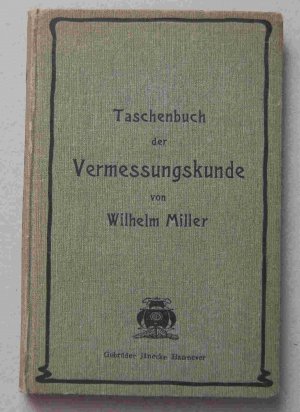 Taschenbuch
der
Vermessungskunde
von
Wilhelm Miller
Gebrüder Jänecke Hannover